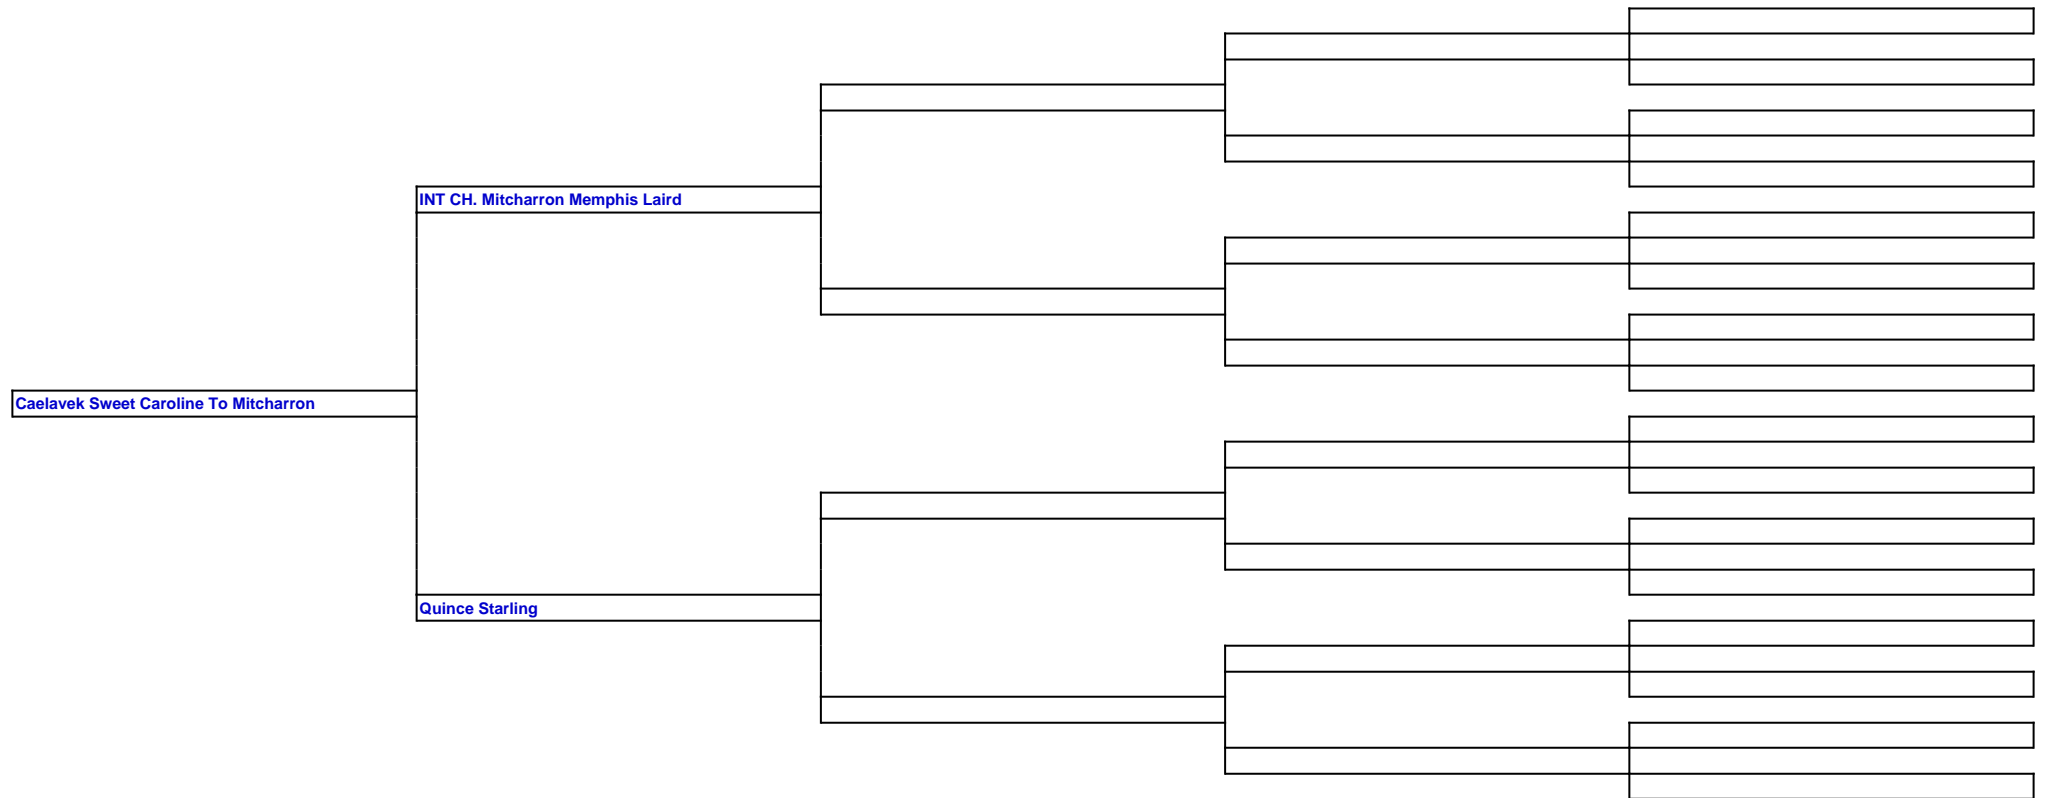 INT CH. Mitcharron Memphis Laird
Caelavek Sweet Caroline To Mitcharron
Quince Starling